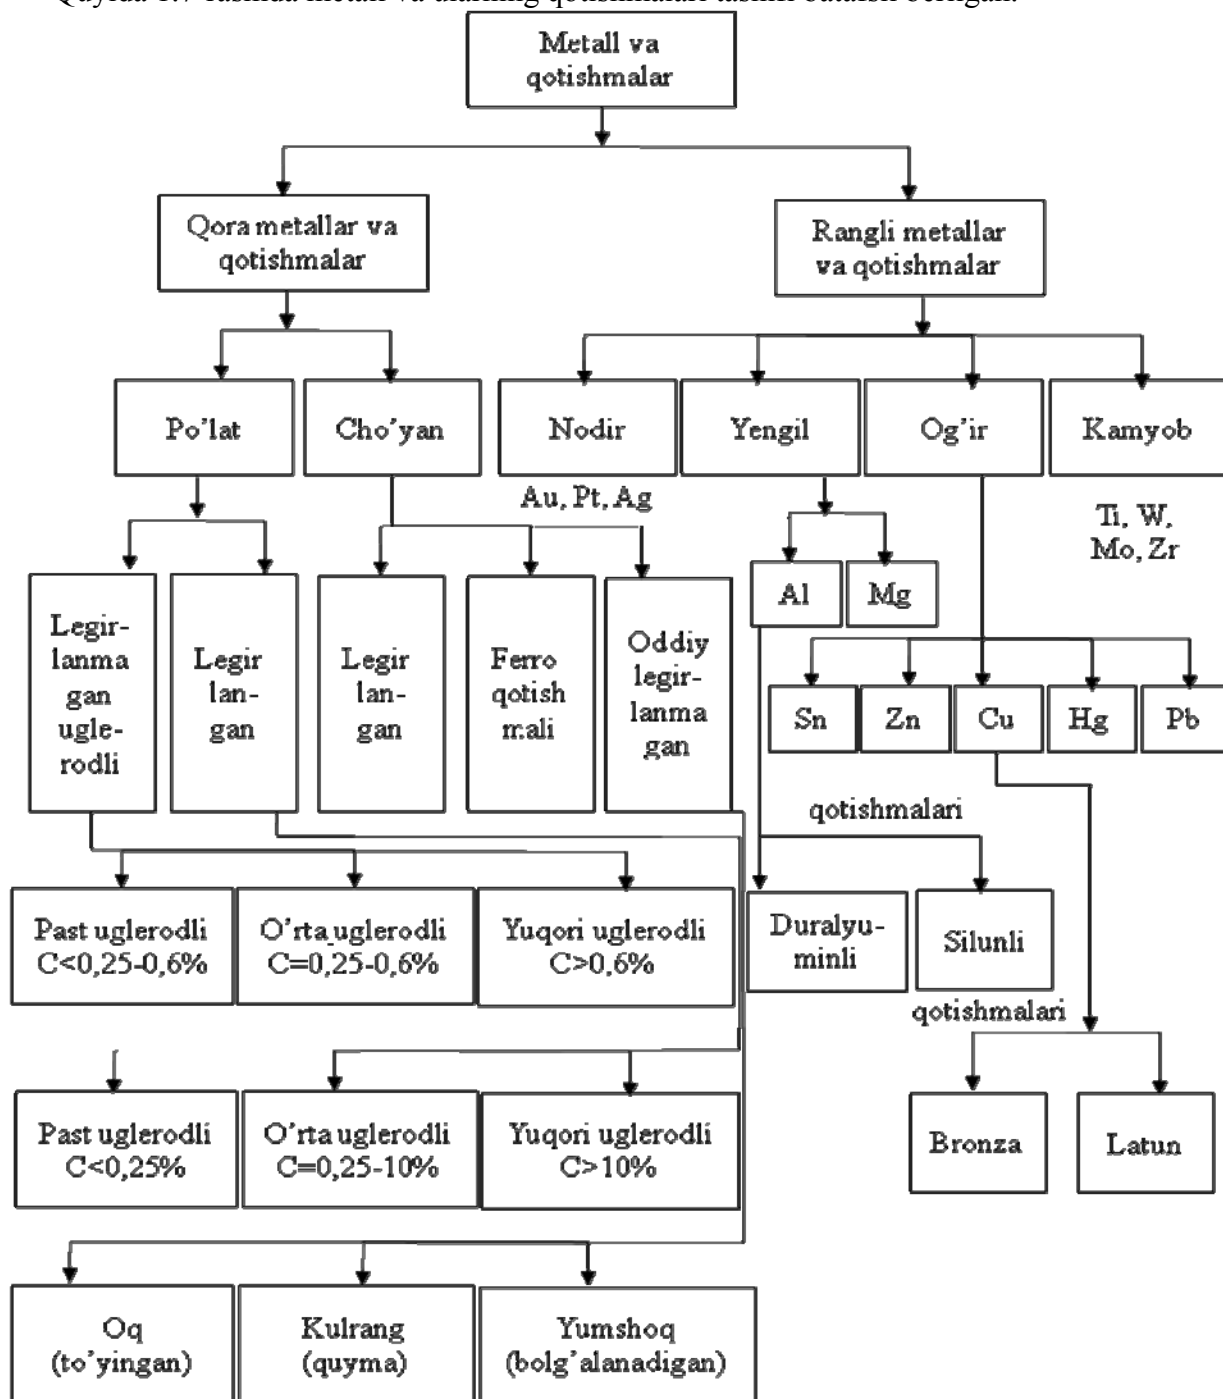 Quyida 1.7-rasmda metall va ularning qotishmalari tasnifi batafsil berilgan.
Metall va
qotishmalar
Qora metallar va
qotishmalar
Rangli metallar
va qotishmalar
Po'lat
Cho'yan
Nodir
Yengil
Og'ir
Kamyob
Au, Pt, Ag
Ti, W,
Mo, Zr
Legir-
lanma
gan
ugle-
rodli
Legir
lan-
gan
Legir
lan-
gan
Ferro
qotish
mali
Oddiy
legir-
lanma
gan
Al
Mg
Sn
Zn
Cu
Hg
Pb
qotishmalari
Past uglerodli
C<0,25-0,6%
O'rta uglerodli
C=0,25-0,6%
Yuqori uglerodli
C>0,6%
Duralyu-
minli
Silunli
qotishmalari
Past uglerodli
C<0,25%
O'rta uglerodli
C=0,25-10%
Yuqori uglerodli
C>10%
Bronza
Latun
Oq
(to'yingan)
Kulrang
(quyma)
Yumshoq
(bolg'alanadigan)